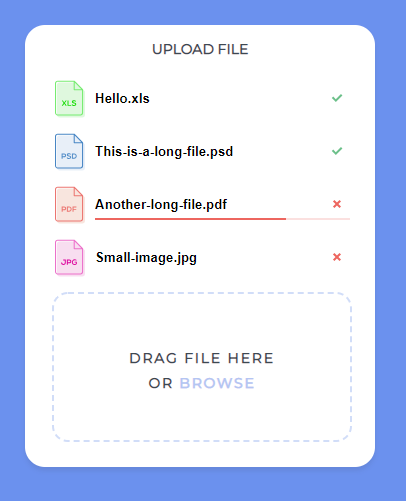 UPLOAD FILE
XLS Hello.xls
PSD This-is-a-long-file.psd
PDF Another-long-file.pdf
JPG Small-image.jpg
DRAG FILE HERE
OR BROWSE